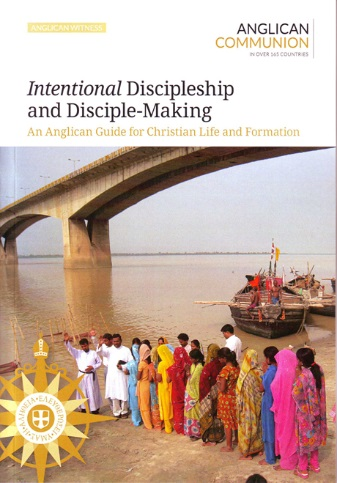 ANGLICAN WITNESS
ANGLICAN
COMMUNION
IN OVER 165 COUNTRIES
Intentional Discipleship
and Disciple-Making
An Anglican Guide for Christian Life and Formation